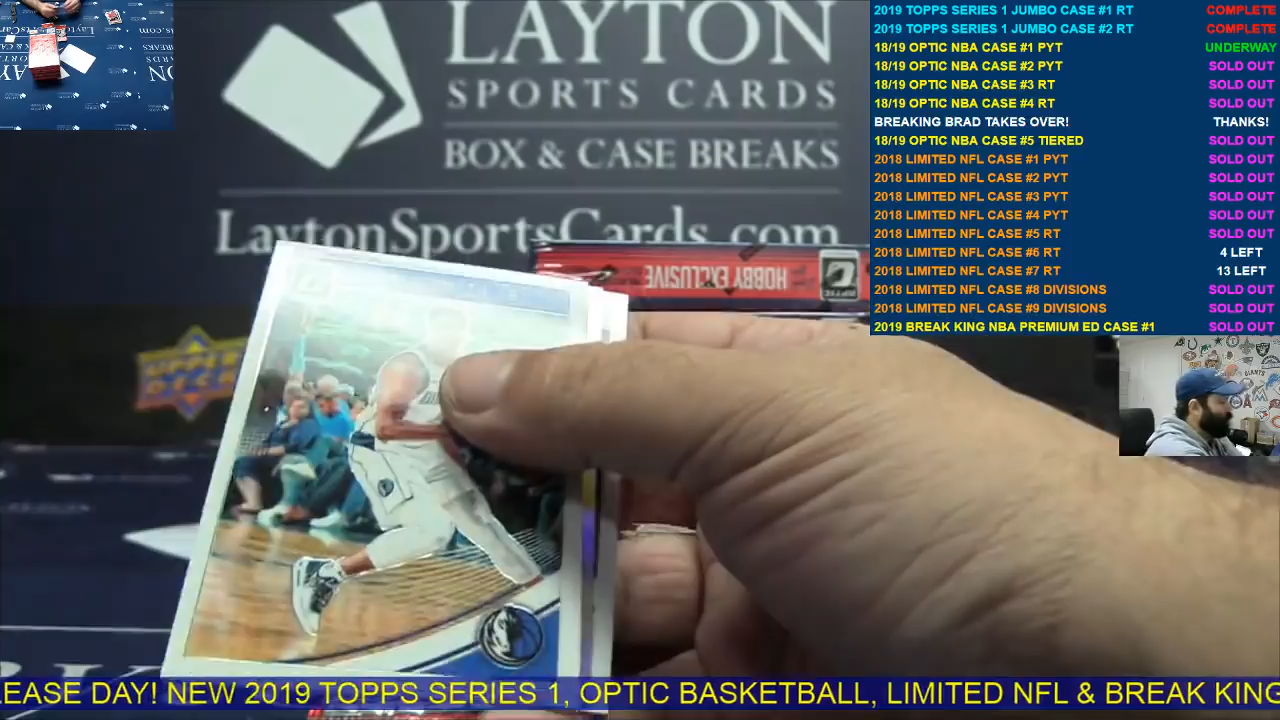 LAYTON
SPORTS CARDS
BOX & CASE BREAKS
LaytonSportsCards.com
UPPER DECK
HOBBY EXCLUSIVE
OPTIC
2019 TOPPS SERIES 1 JUMBO CASE #1 RT COMPLETE
2019 TOPPS SERIES 1 JUMBO CASE #2 RT COMPLETE
18/19 OPTIC NBA CASE #1 PYT UNDERWAY
18/19 OPTIC NBA CASE #2 PYT SOLD OUT
18/19 OPTIC NBA CASE #3 RT SOLD OUT
18/19 OPTIC NBA CASE #4 RT SOLD OUT
BREAKING BRAD TAKES OVER! THANKS!
18/19 OPTIC NBA CASE #5 TIERED SOLD OUT
2018 LIMITED NFL CASE #1 PYT SOLD OUT
2018 LIMITED NFL CASE #2 PYT SOLD OUT
2018 LIMITED NFL CASE #3 PYT SOLD OUT
2018 LIMITED NFL CASE #4 PYT SOLD OUT
2018 LIMITED NFL CASE #5 RT SOLD OUT
2018 LIMITED NFL CASE #6 RT 4 LEFT
2018 LIMITED NFL CASE #7 RT 13 LEFT
2018 LIMITED NFL CASE #8 DIVISIONS SOLD OUT
2018 LIMITED NFL CASE #9 DIVISIONS SOLD OUT
2019 BREAK KING NBA PREMIUM ED CASE #1 SOLD OUT
GIANTS
EASE DAY! NEW 2019 TOPPS SERIES 1, OPTIC BASKETBALL, LIMITED NFL & BREAK KING